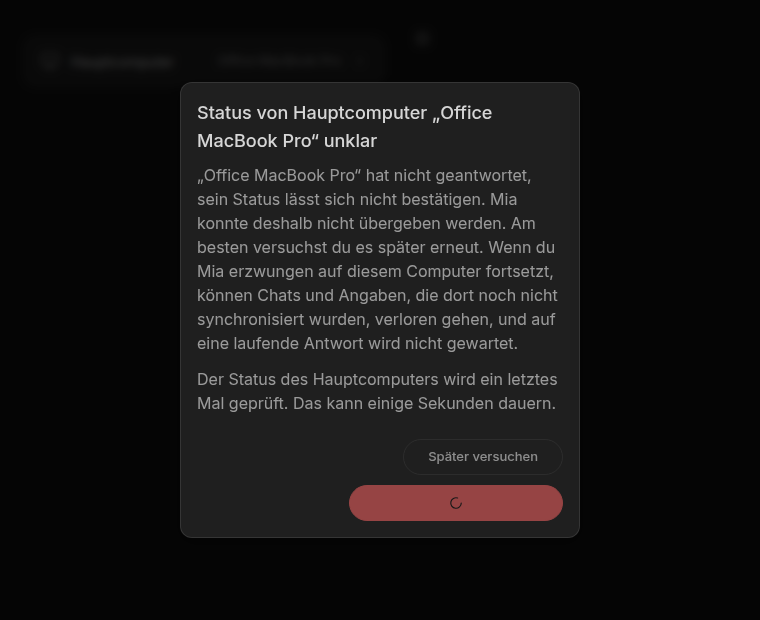 Status von Hauptcomputer „Office
MacBook Pro“ unklar
„Office MacBook Pro“ hat nicht geantwortet,
sein Status lässt sich nicht bestätigen. Mia
konnte deshalb nicht übergeben werden. Am
besten versuchst du es später erneut. Wenn du
Mia erzwungen auf diesem Computer fortsetzt,
können Chats und Angaben, die dort noch nicht
synchronisiert wurden, verloren gehen, und auf
eine laufende Antwort wird nicht gewartet.
Der Status des Hauptcomputers wird ein letztes
Mal geprüft. Das kann einige Sekunden dauern.
Später versuchen